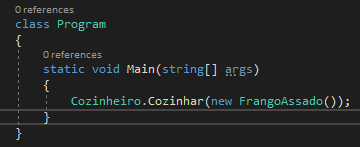 0 references
class Program
{
0 references
static void Main(string[] args)
{
Cozinheiro.Cozinhar(new FrangoAssado());
}
}